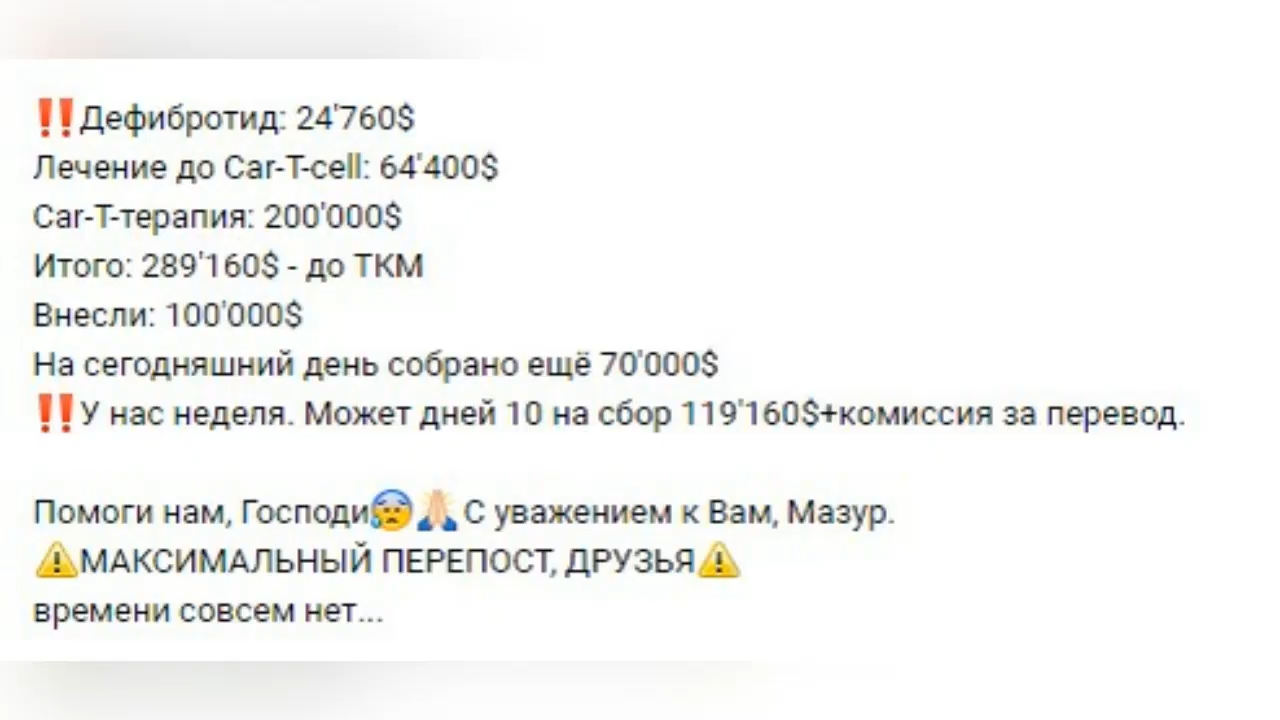 ‼️Дефибротид: 24'760$
Лечение до Car-T-cell: 64'400$
Car-T-терапия: 200'000$
Итого: 289'160$ - до ТКМ
Внесли: 100'000$
На сегодняшний день собрано ещё 70'000$
‼️У нас неделя. Может дней 10 на сбор 119'160$+комиссия за перевод.
Помоги нам, Господи😰🙏🏻 С уважением к Вам, Мазур.
⚠️МАКСИМАЛЬНЫЙ ПЕРЕПОСТ, ДРУЗЬЯ⚠️
времени совсем нет...